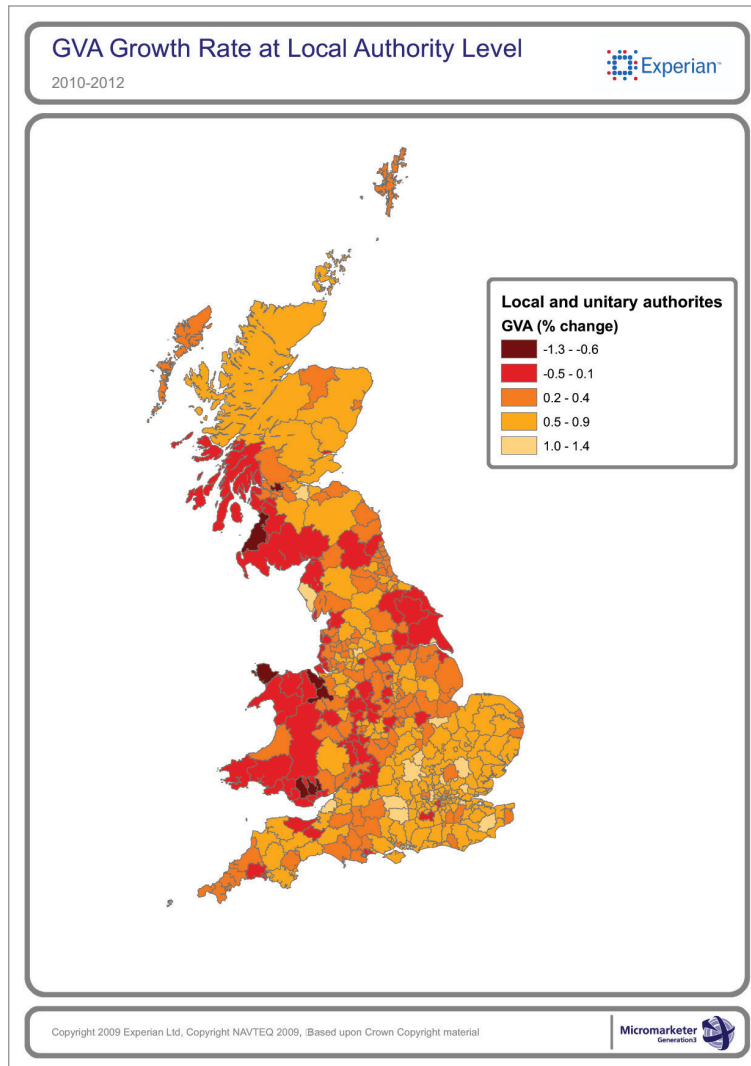 GVA Growth Rate at Local Authority Level
2010-2012
Experian™
Local and unitary authorites
GVA (% change)
-1.3 - -0.6
-0.5 - 0.1
0.2 - 0.4
0.5 - 0.9
1.0 - 1.4
Copyright 2009 Experian Ltd, Copyright NAVTEQ 2009, Based upon Crown Copyright material
Micromarketer
Generation3